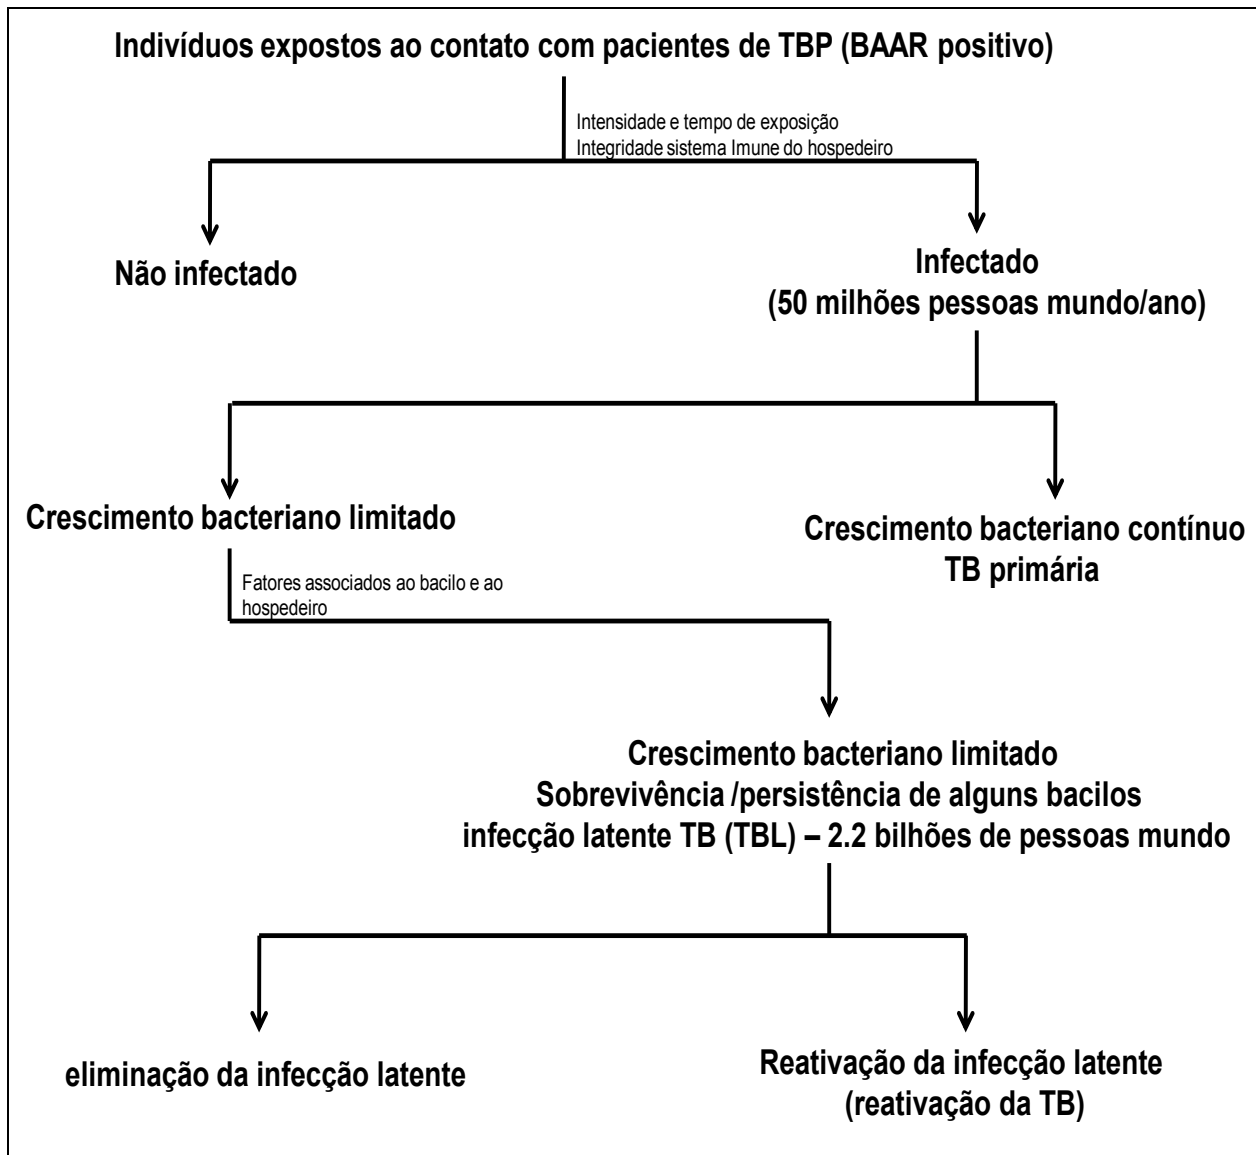 Indivíduos expostos ao contato com pacientes de TBP (BAAR positivo)
Intensidade e tempo de exposição
Integridade sistema Imune do hospedeiro
Não infectado
Infectado
(50 milhões pessoas mundo/ano)
Crescimento bacteriano limitado
Crescimento bacteriano contínuo
TB primária
Fatores associados ao bacilo e ao
hospedeiro
Crescimento bacteriano limitado
Sobrevivência /persistência de alguns bacilos
infecção latente TB (TBL) – 2.2 bilhões de pessoas mundo
eliminação da infecção latente
Reativação da infecção latente
(reativação da TB)